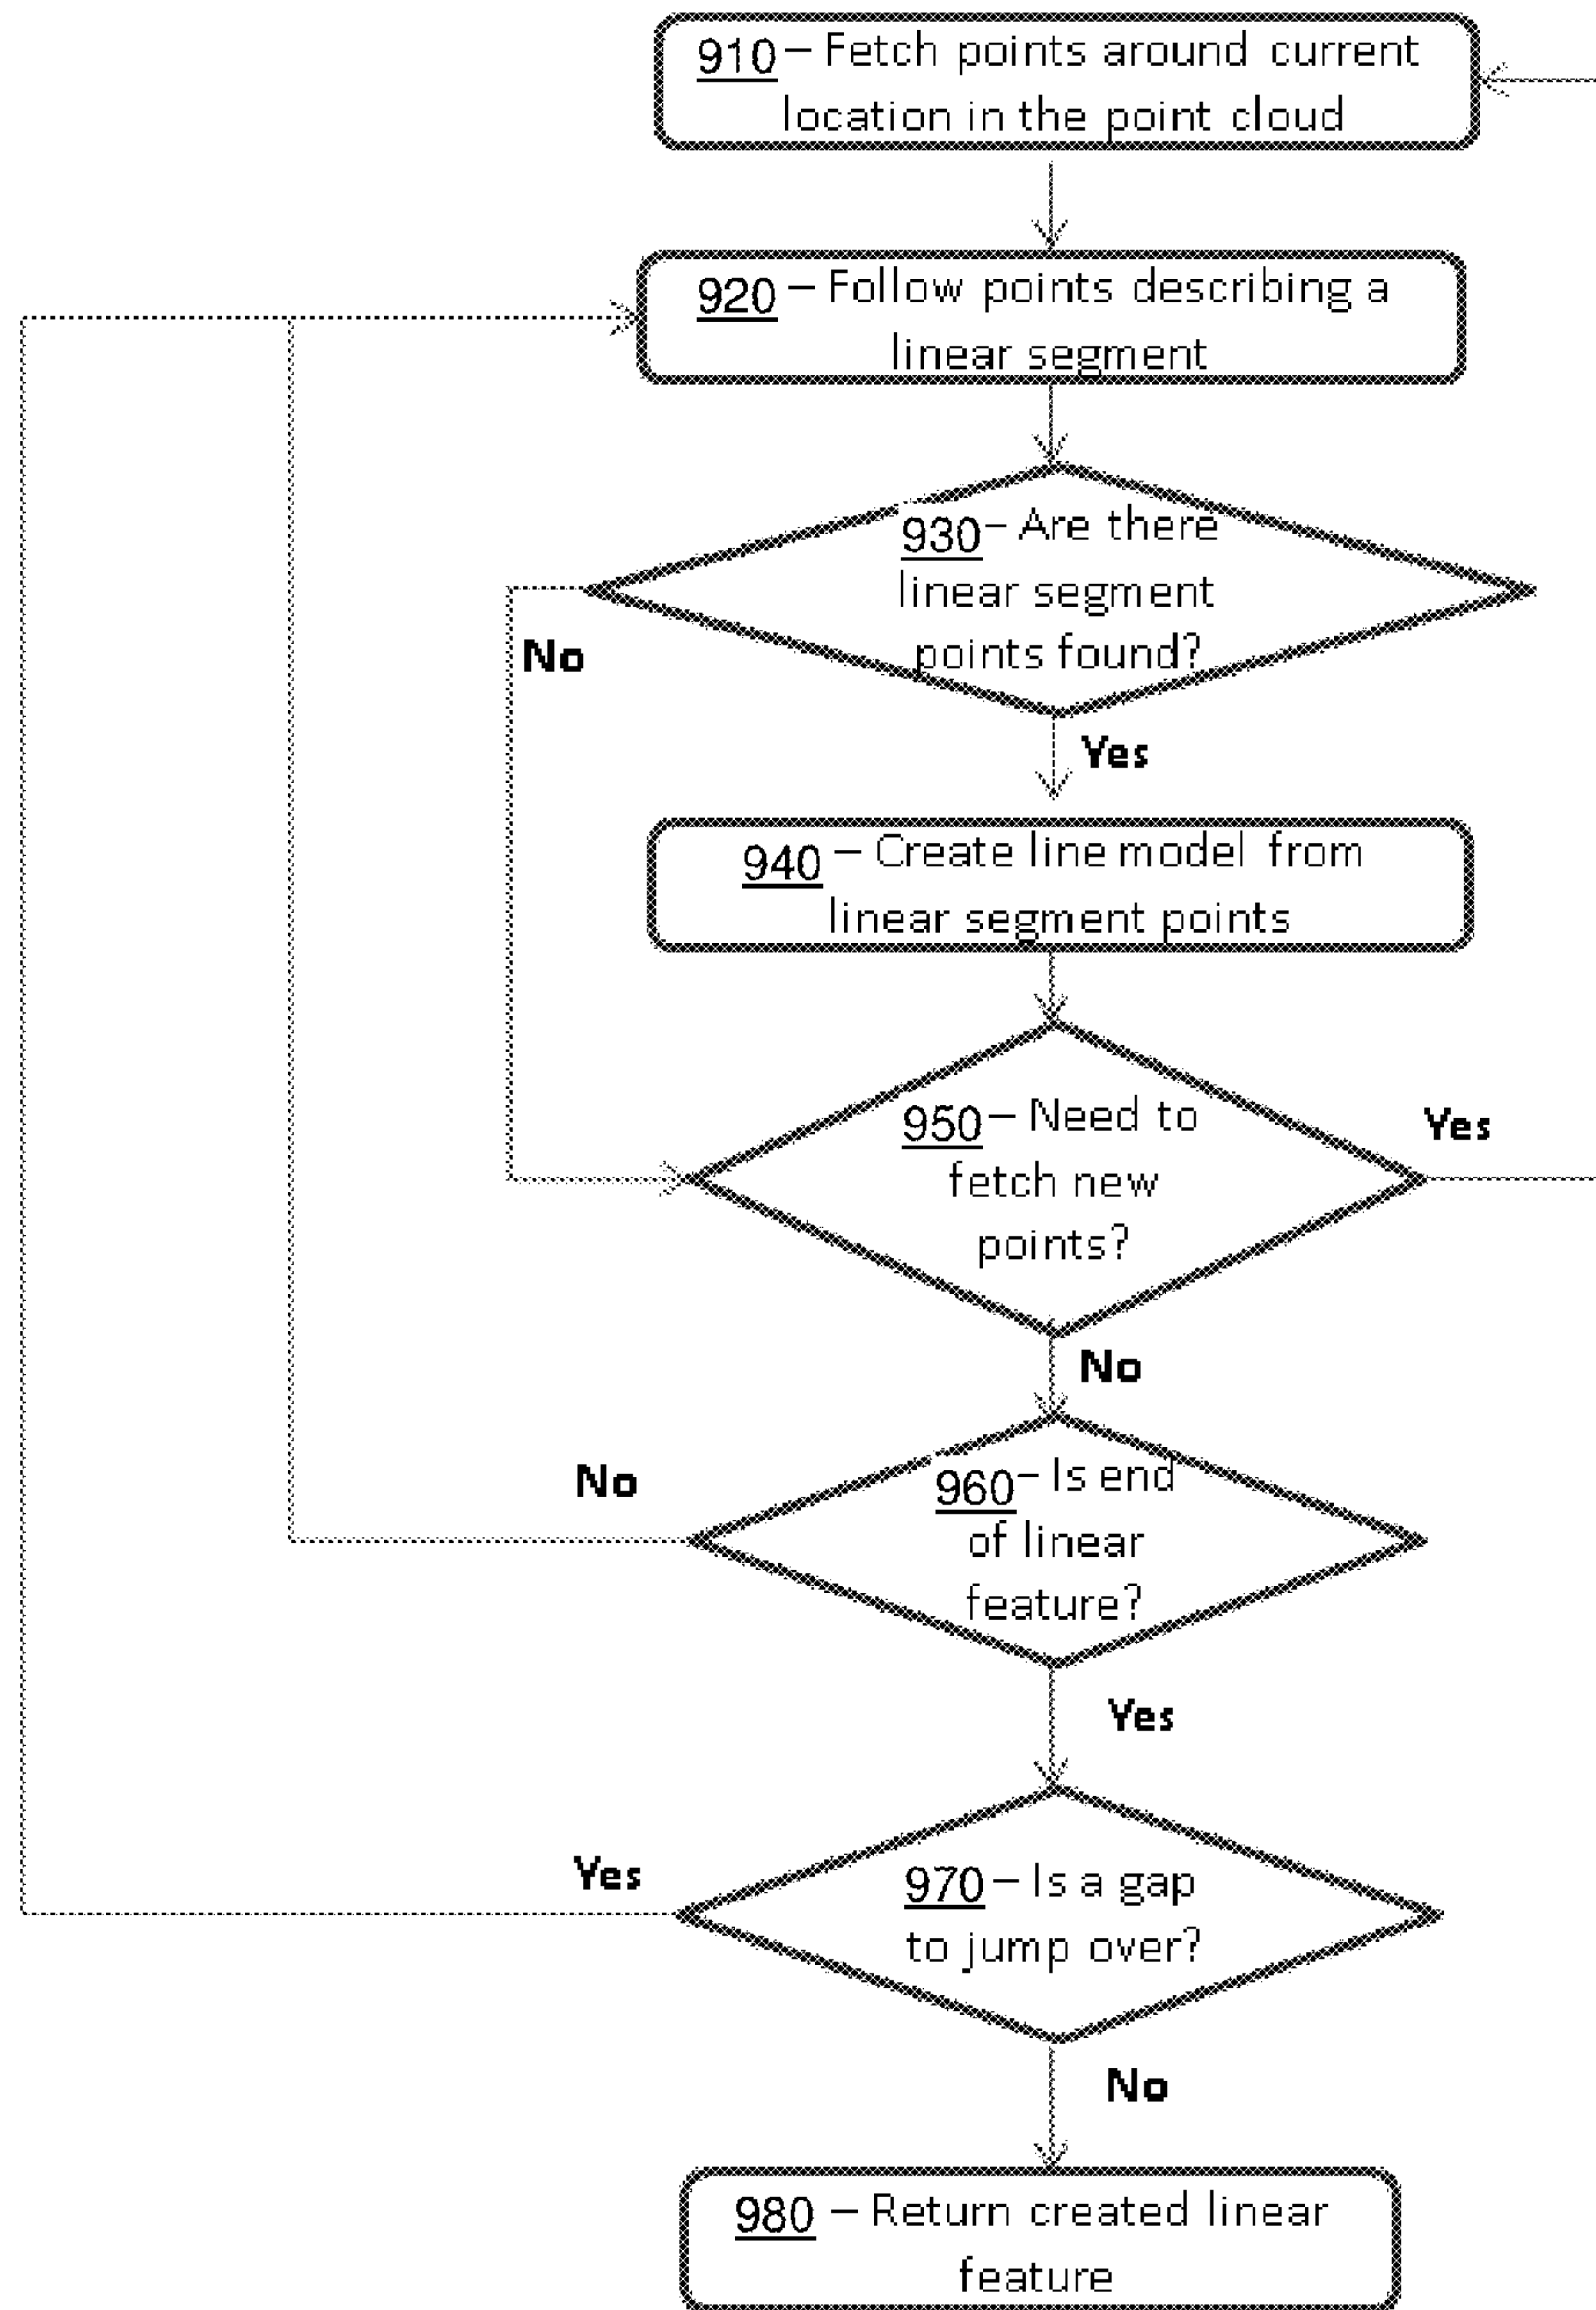 910 – Fetch points around current
location in the point cloud
920 – Follow points describing a
linear segment
930 – Are there
linear segment
points found?
No
Yes
940 – Create line model from
linear segment points
950 – Need to
fetch new
points?
Yes
No
960 – Is end
of linear
feature?
No
Yes
970 – Is a gap
to jump over?
Yes
No
980 – Return created linear
feature